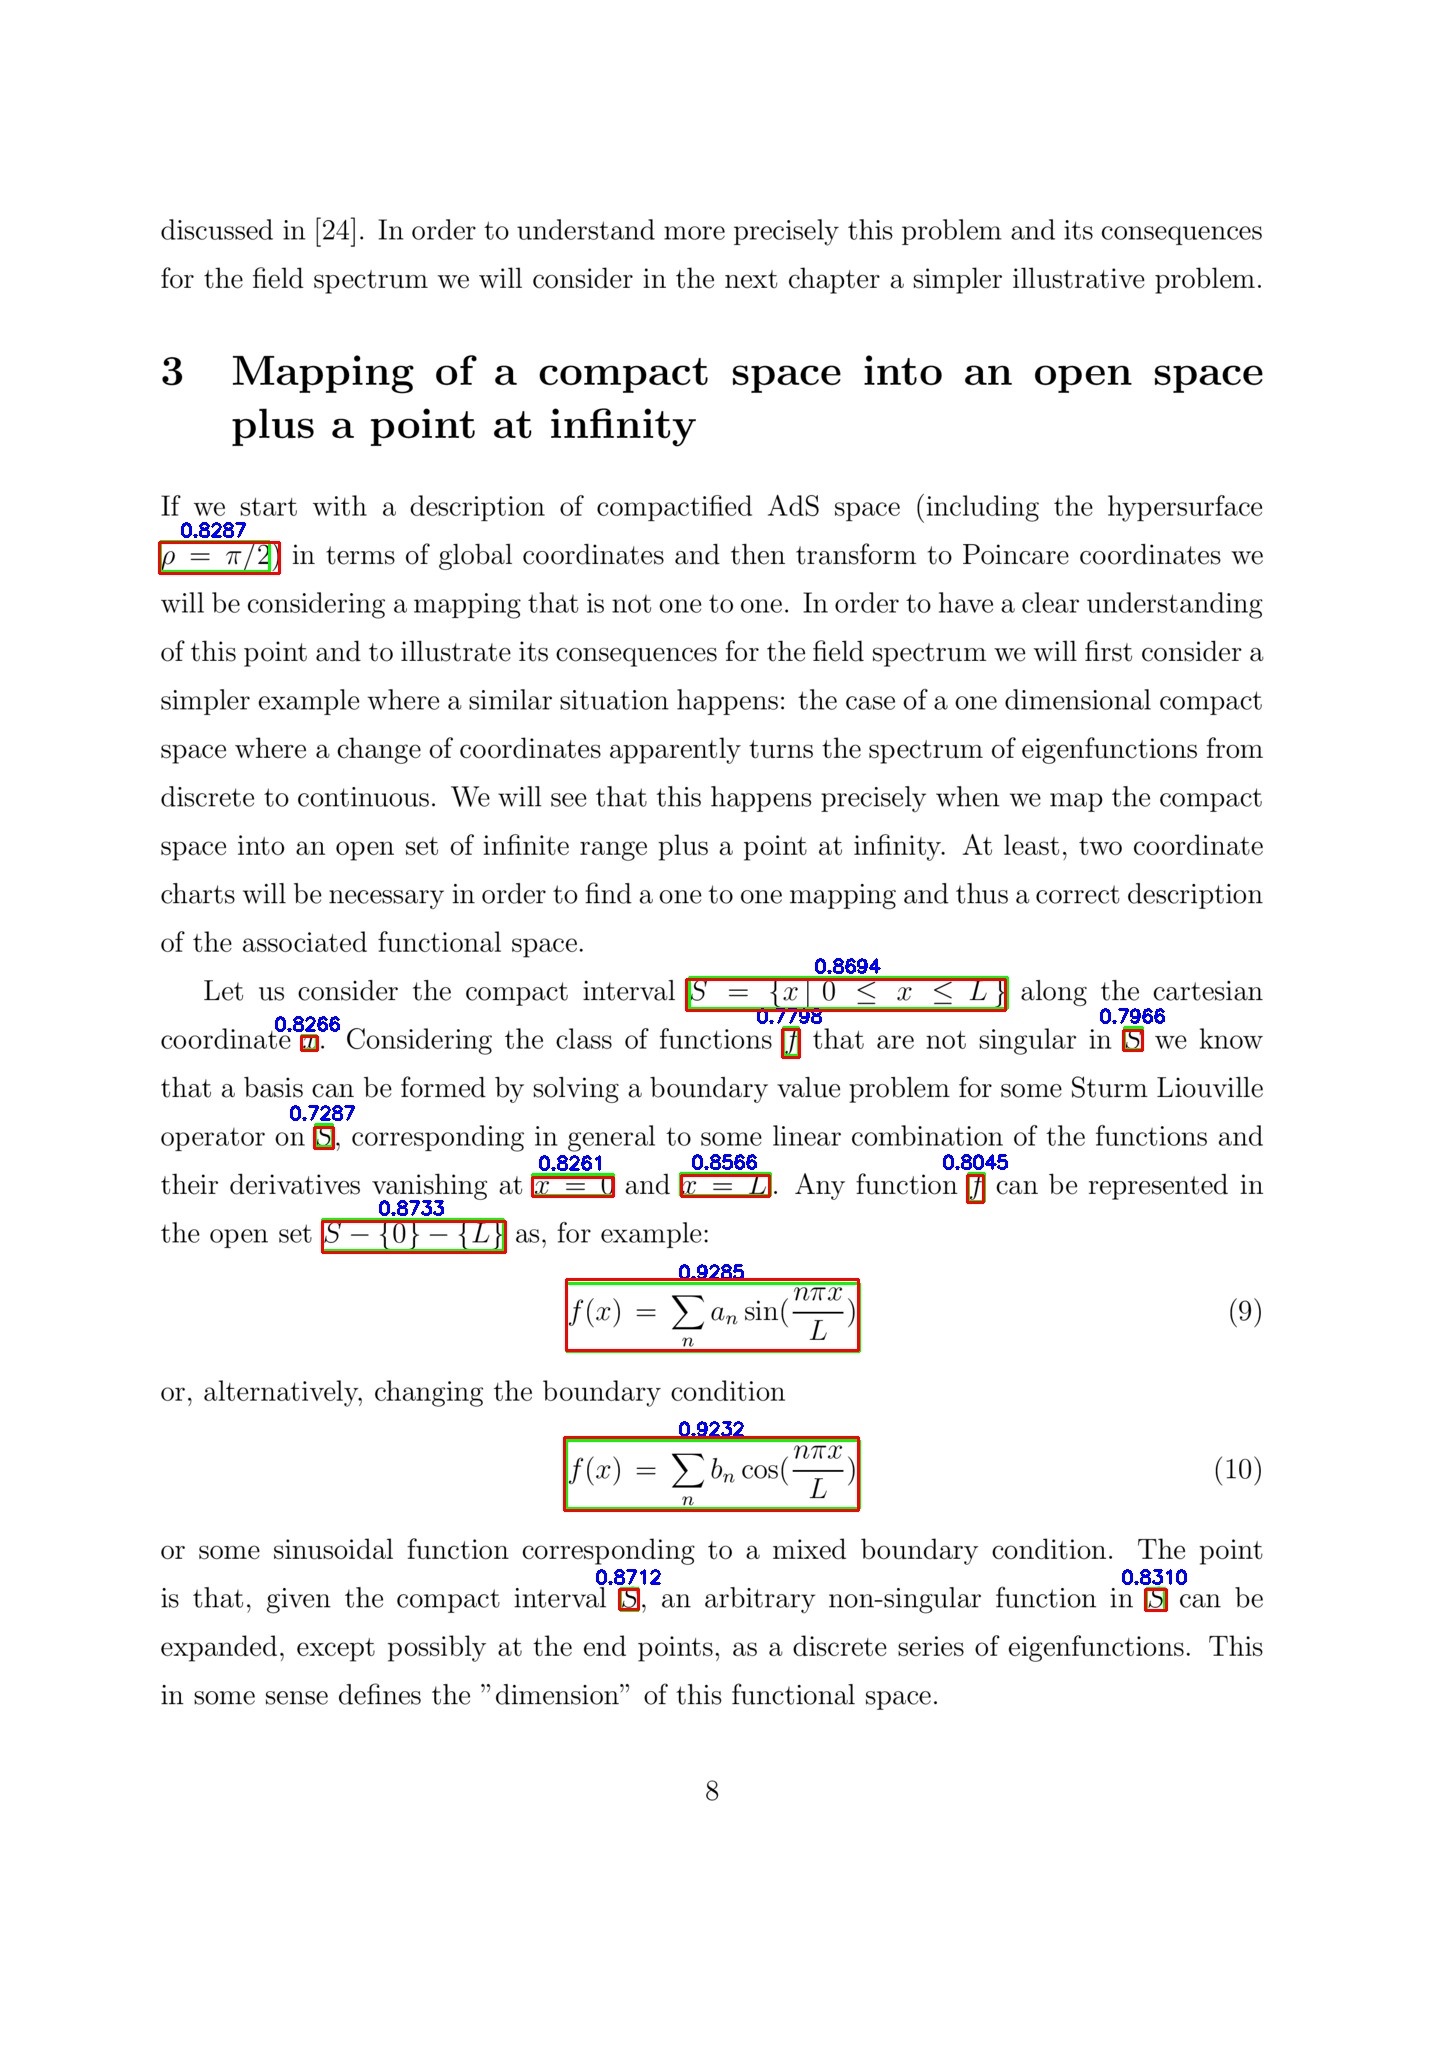 discussed in [24]. In order to understand more precisely this problem and its consequences
for the field spectrum we will consider in the next chapter a simpler illustrative problem.
3 Mapping of a compact space into an open space
plus a point at infinity
If we start with a description of compactified AdS space (including the hypersurface
0.8287
ρ = π/2) in terms of global coordinates and then transform to Poincare coordinates we
will be considering a mapping that is not one to one. In order to have a clear understanding
of this point and to illustrate its consequences for the field spectrum we will first consider a
simpler example where a similar situation happens: the case of a one dimensional compact
space where a change of coordinates apparently turns the spectrum of eigenfunctions from
discrete to continuous. We will see that this happens precisely when we map the compact
space into an open set of infinite range plus a point at infinity. At least, two coordinate
charts will be necessary in order to find a one to one mapping and thus a correct description
of the associated functional space.
0.8694
Let us consider the compact interval S = {x | 0 ≤ x ≤ L} along the cartesian
0.8266 0.7798 0.7966
coordinate x. Considering the class of functions f that are not singular in S we know
that a basis can be formed by solving a boundary value problem for some Sturm Liouville
0.7287
operator on S, corresponding in general to some linear combination of the functions and
0.8261 0.8566 0.8045
their derivatives vanishing at x = 0 and x = L. Any function f can be represented in
0.8733
the open set S − {0} − {L} as, for example:
0.9285
f(x) = ∑_n a_n sin(nπx/L) (9)
or, alternatively, changing the boundary condition
0.9232
f(x) = ∑_n b_n cos(nπx/L) (10)
or some sinusoidal function corresponding to a mixed boundary condition. The point
0.8712 0.8310
is that, given the compact interval S, an arbitrary non-singular function in S can be
expanded, except possibly at the end points, as a discrete series of eigenfunctions. This
in some sense defines the ”dimension” of this functional space.
8